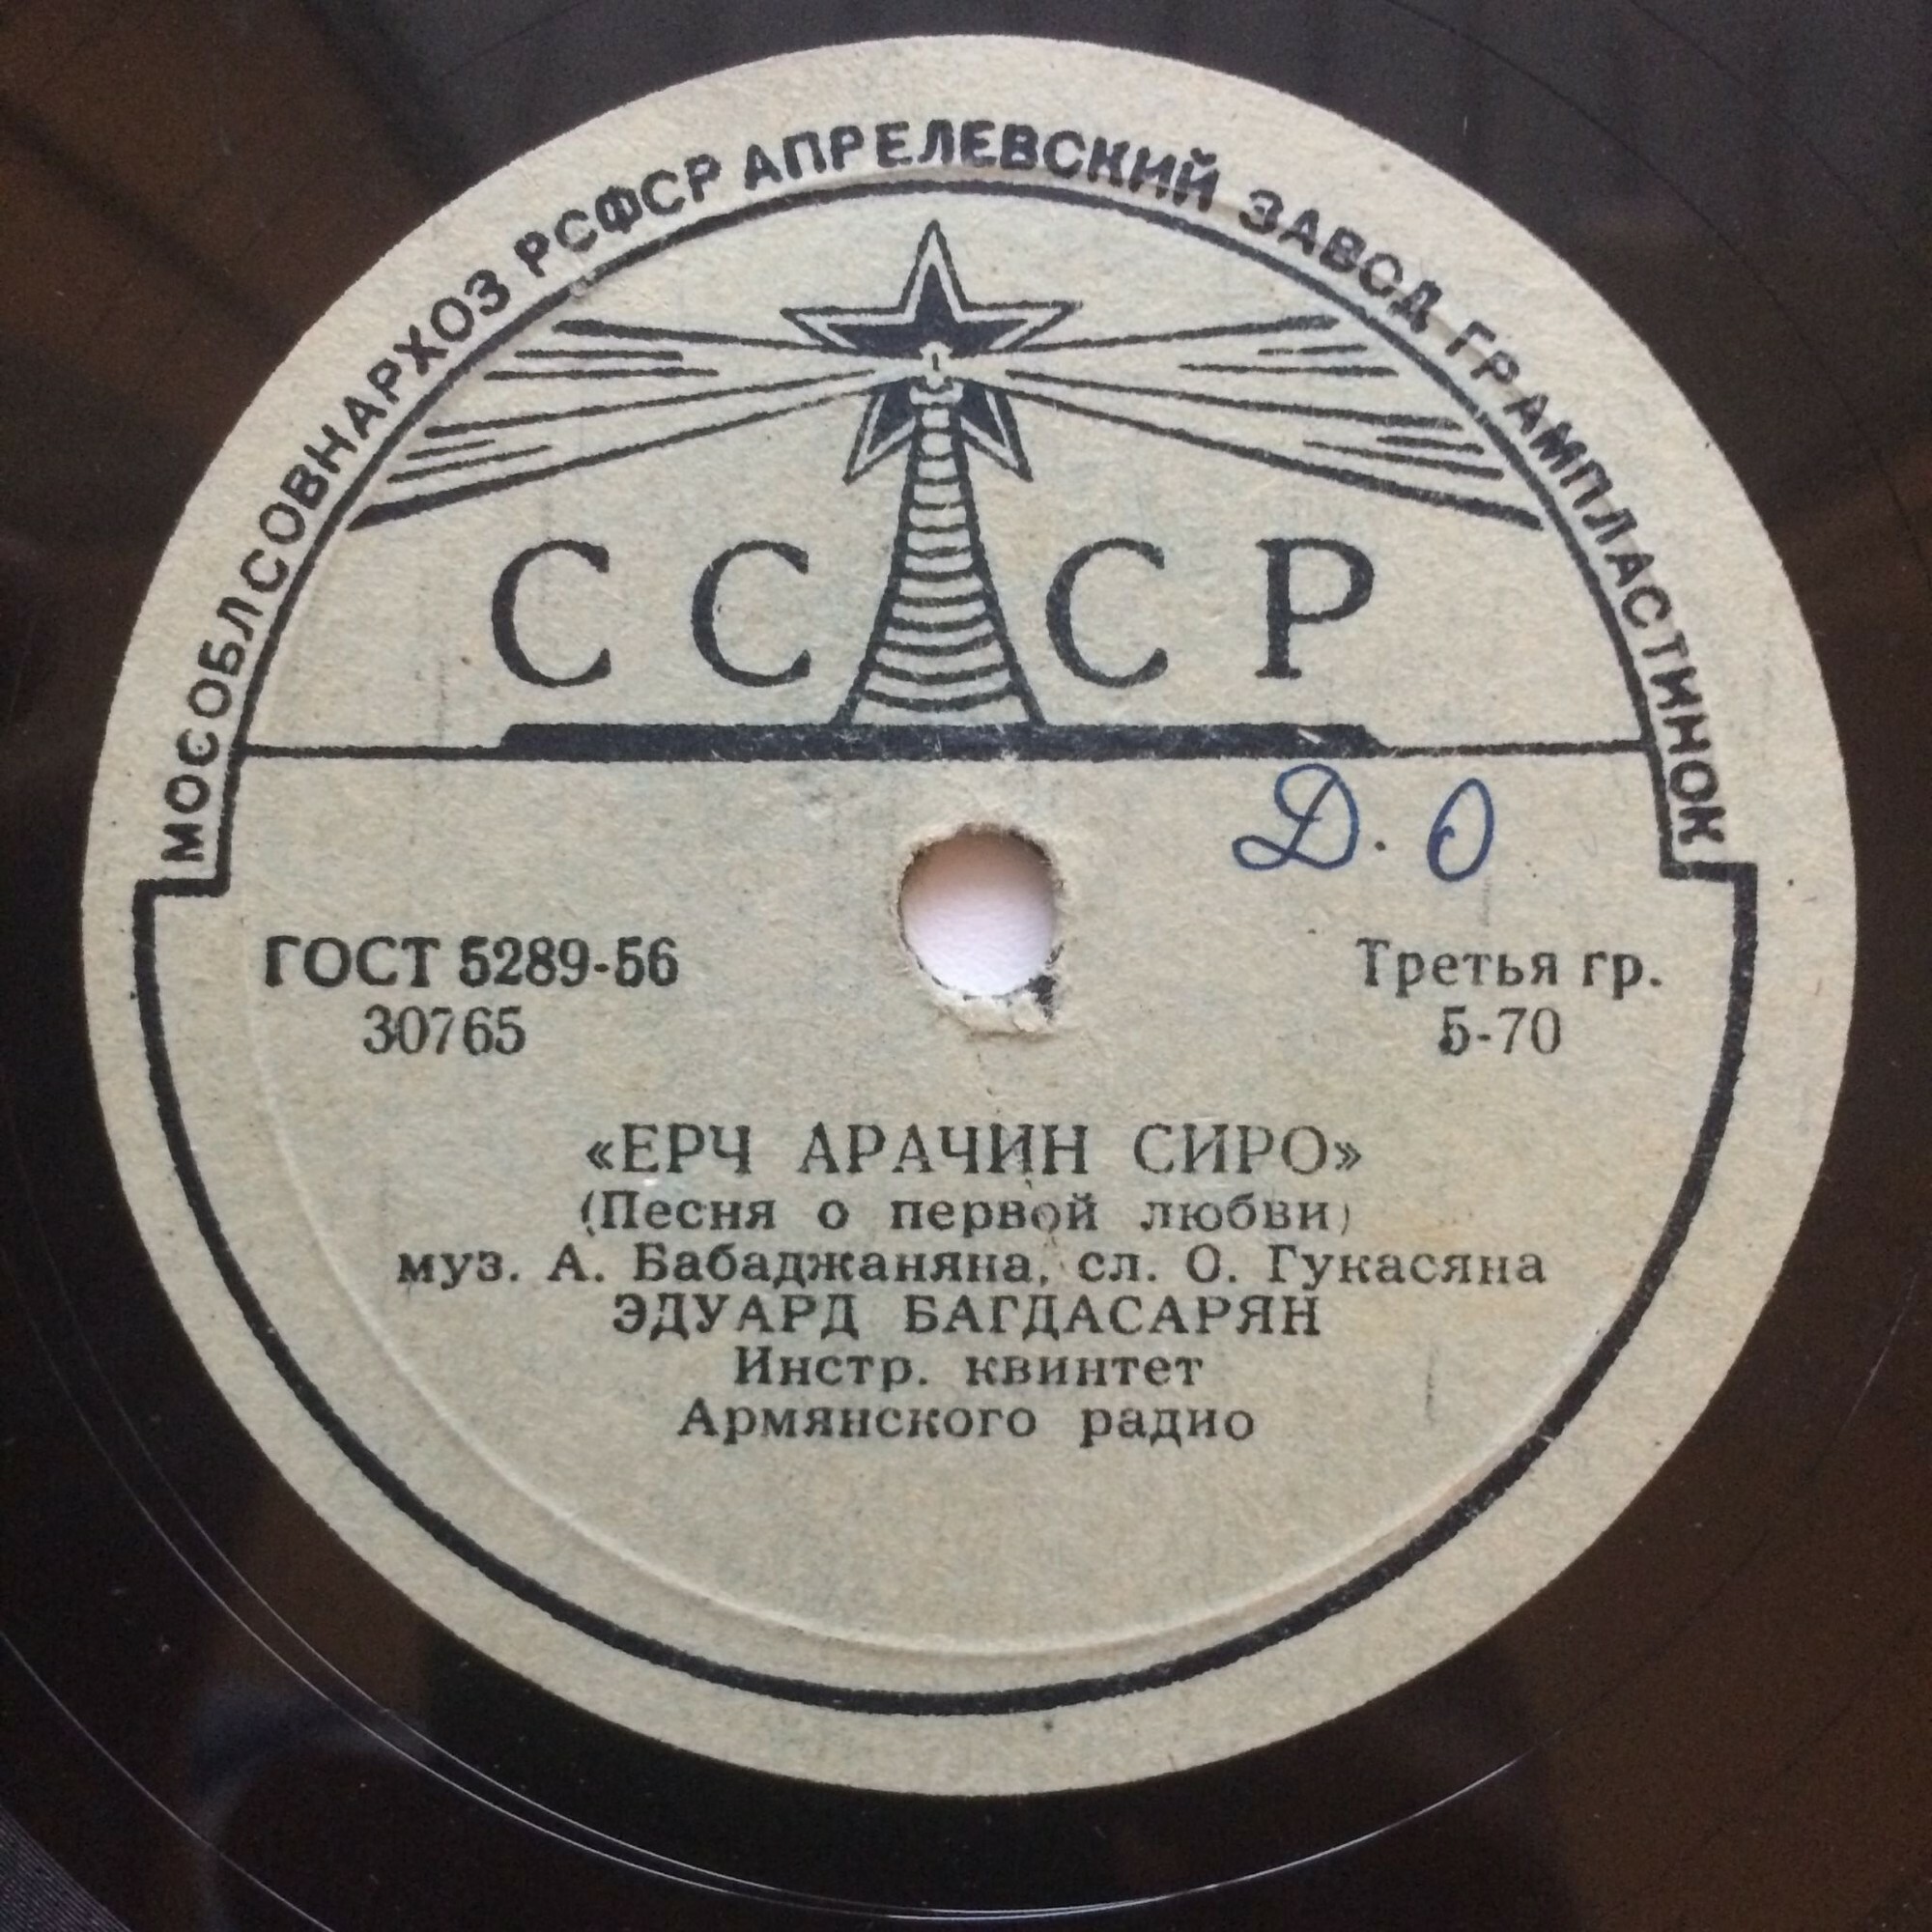 МОСОБЛСОВНАРХОЗ РСФСР АПРЕЛЕВСКИЙ ЗАВОД ГРАМПЛАСТИНОК
СССР
Д. О
ГОСТ 5289-56
30765
Третья гр.
5-70
«ЕРЧ АРАЧИН СИРО»
(Песня о первой любви)
муз. А. Бабаджаняна, сл. О. Гукасяна
ЭДУАРД БАГДАСАРЯН
Инстр. квинтет
Армянского радио